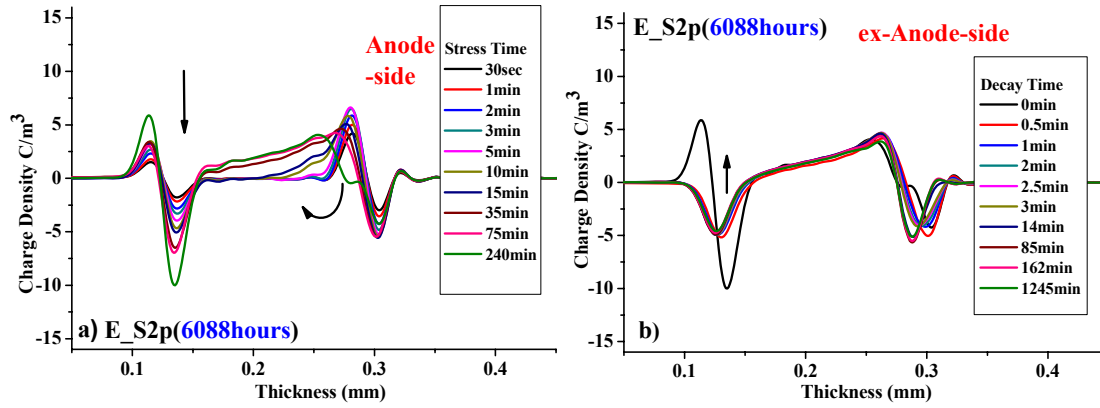 Anode
-side
Stress Time
30sec
1min
2min
3min
5min
10min
15min
35min
75min
240min
Charge Density C/m³
15
10
5
0
-5
-10
-15
a) E_S2p(6088hours)
0.1
0.2
0.3
0.4
Thickness (mm)
E_S2p(6088hours)
ex-Anode-side
Decay Time
0min
0.5min
1min
2min
2.5min
3min
14min
85min
162min
1245min
Charge Density C/m³
15
10
5
0
-5
-10
-15
b)
0.1
0.2
0.3
0.4
Thickness (mm)